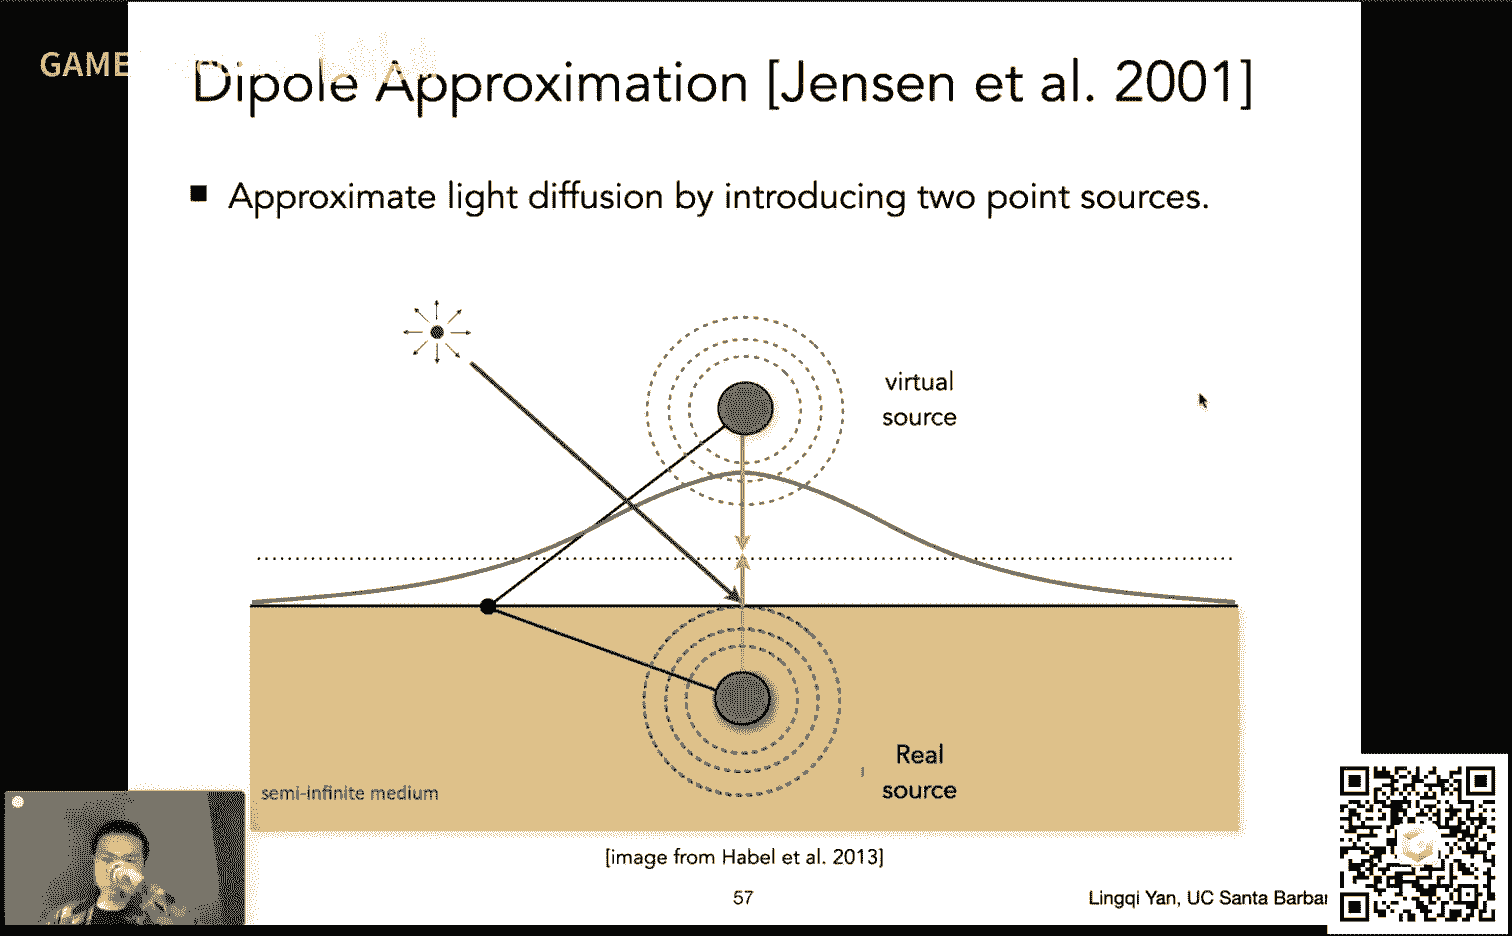 GAME
Dipole Approximation [Jensen et al. 2001]
Approximate light diffusion by introducing two point sources.
virtual
source
Real
source
semi-infinite medium
[image from Habel et al. 2013]
57
Lingqi Yan, UC Santa Barbar